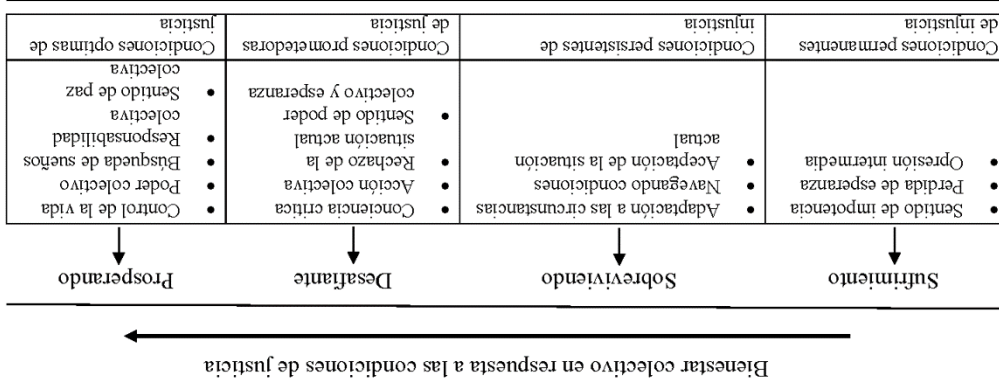 Bienestar colectivo en respuesta a las condiciones de justicia
Sufrimiento
Sobreviviendo
Desafiante
Prosperando
• Sentido de impotencia
• Perdida de esperanza
• Opresión intermedia
• Adaptación a las circunstancias
• Navegando condiciones
• Aceptación de la situación
actual
• Conciencia critica
• Acción colectiva
• Rechazo de la
situación actual
• Sentido de poder
colectivo y esperanza
• Control de la vida
• Poder colectivo
• Búsqueda de sueños
• Responsabilidad
colectiva
• Sentido de paz
colectiva
Condiciones permanentes
de injusticia
Condiciones de persistentes de
injusticia
Condiciones prometedoras
de justicia
Condiciones de optimas de
justicia